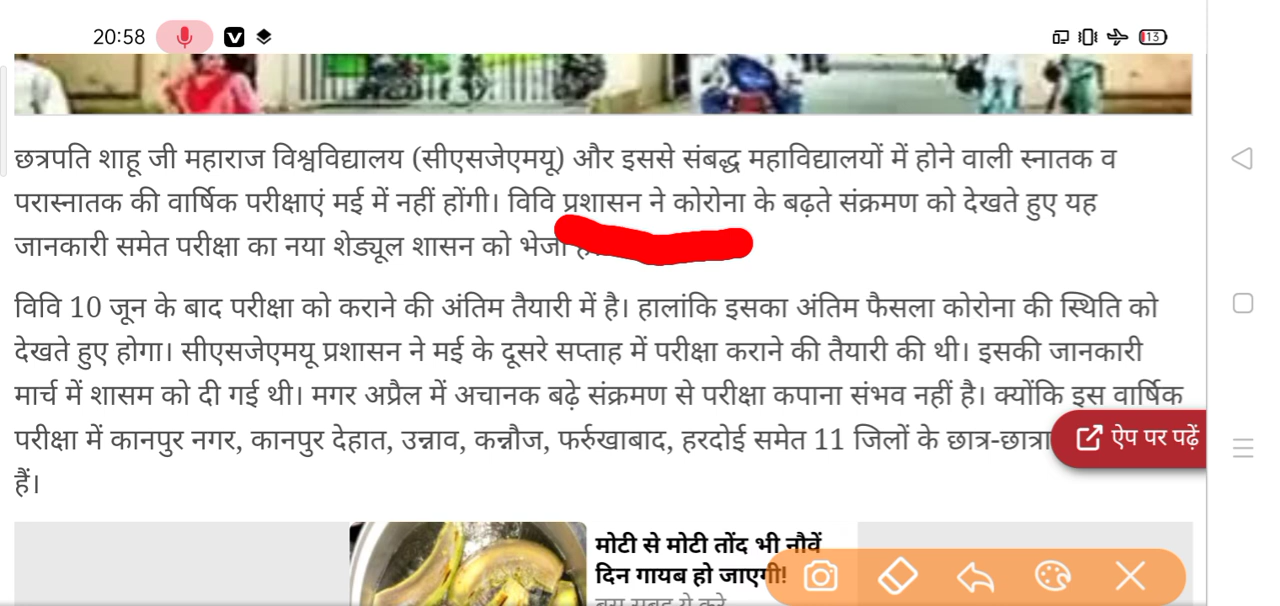 20:58
13
छत्रपति शाहू जी महाराज विश्वविद्यालय (सीएसजेएमयू) और इससे संबद्ध महाविद्यालयों में होने वाली स्नातक व
परास्नातक की वार्षिक परीक्षाएं मई में नहीं होंगी। विवि प्रशासन ने कोरोना के बढ़ते संक्रमण को देखते हुए यह
जानकारी समेत परीक्षा का नया शेड्यूल शासन को भेजा
विवि 10 जून के बाद परीक्षा को कराने की अंतिम तैयारी में है। हालांकि इसका अंतिम फैसला कोरोना की स्थिति को
देखते हुए होगा। सीएसजेएमयू प्रशासन ने मई के दूसरे सप्ताह में परीक्षा कराने की तैयारी की थी। इसकी जानकारी
मार्च में शासम को दी गई थी। मगर अप्रैल में अचानक बढ़े संक्रमण से परीक्षा कपाना संभव नहीं है। क्योंकि इस वार्षिक
परीक्षा में कानपुर नगर, कानपुर देहात, उन्नाव, कन्नौज, फर्रुखाबाद, हरदोई समेत 11 जिलों के छात्र-छात्रा
ऐप पर पढ़ें
हैं।
मोटी से मोटी तोंद भी नौवें
दिन गायब हो जाएगी!